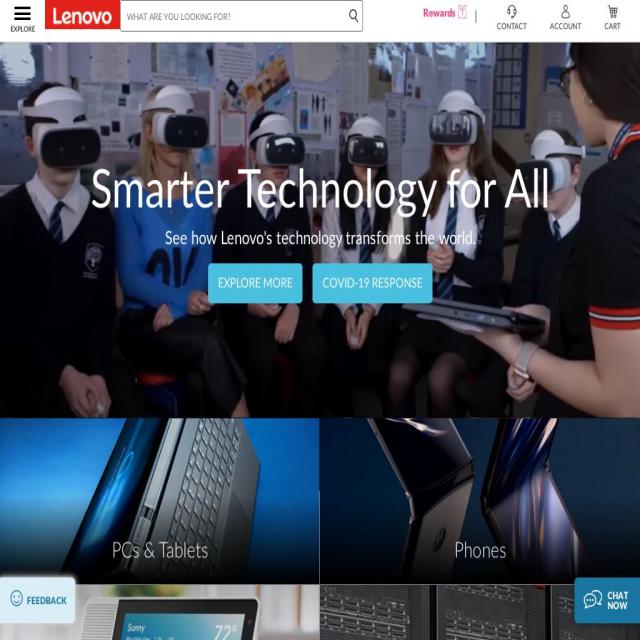 EXPLORE
Lenovo
WHAT ARE YOU LOOKING FOR?
Rewards
CONTACT
ACCOUNT
CART
Smarter Technology for All
See how Lenovo's technology transforms the world.
EXPLORE MORE
COVID-19 RESPONSE
PCs & Tablets
Phones
FEEDBACK
CHAT
NOW
Sunny
72°